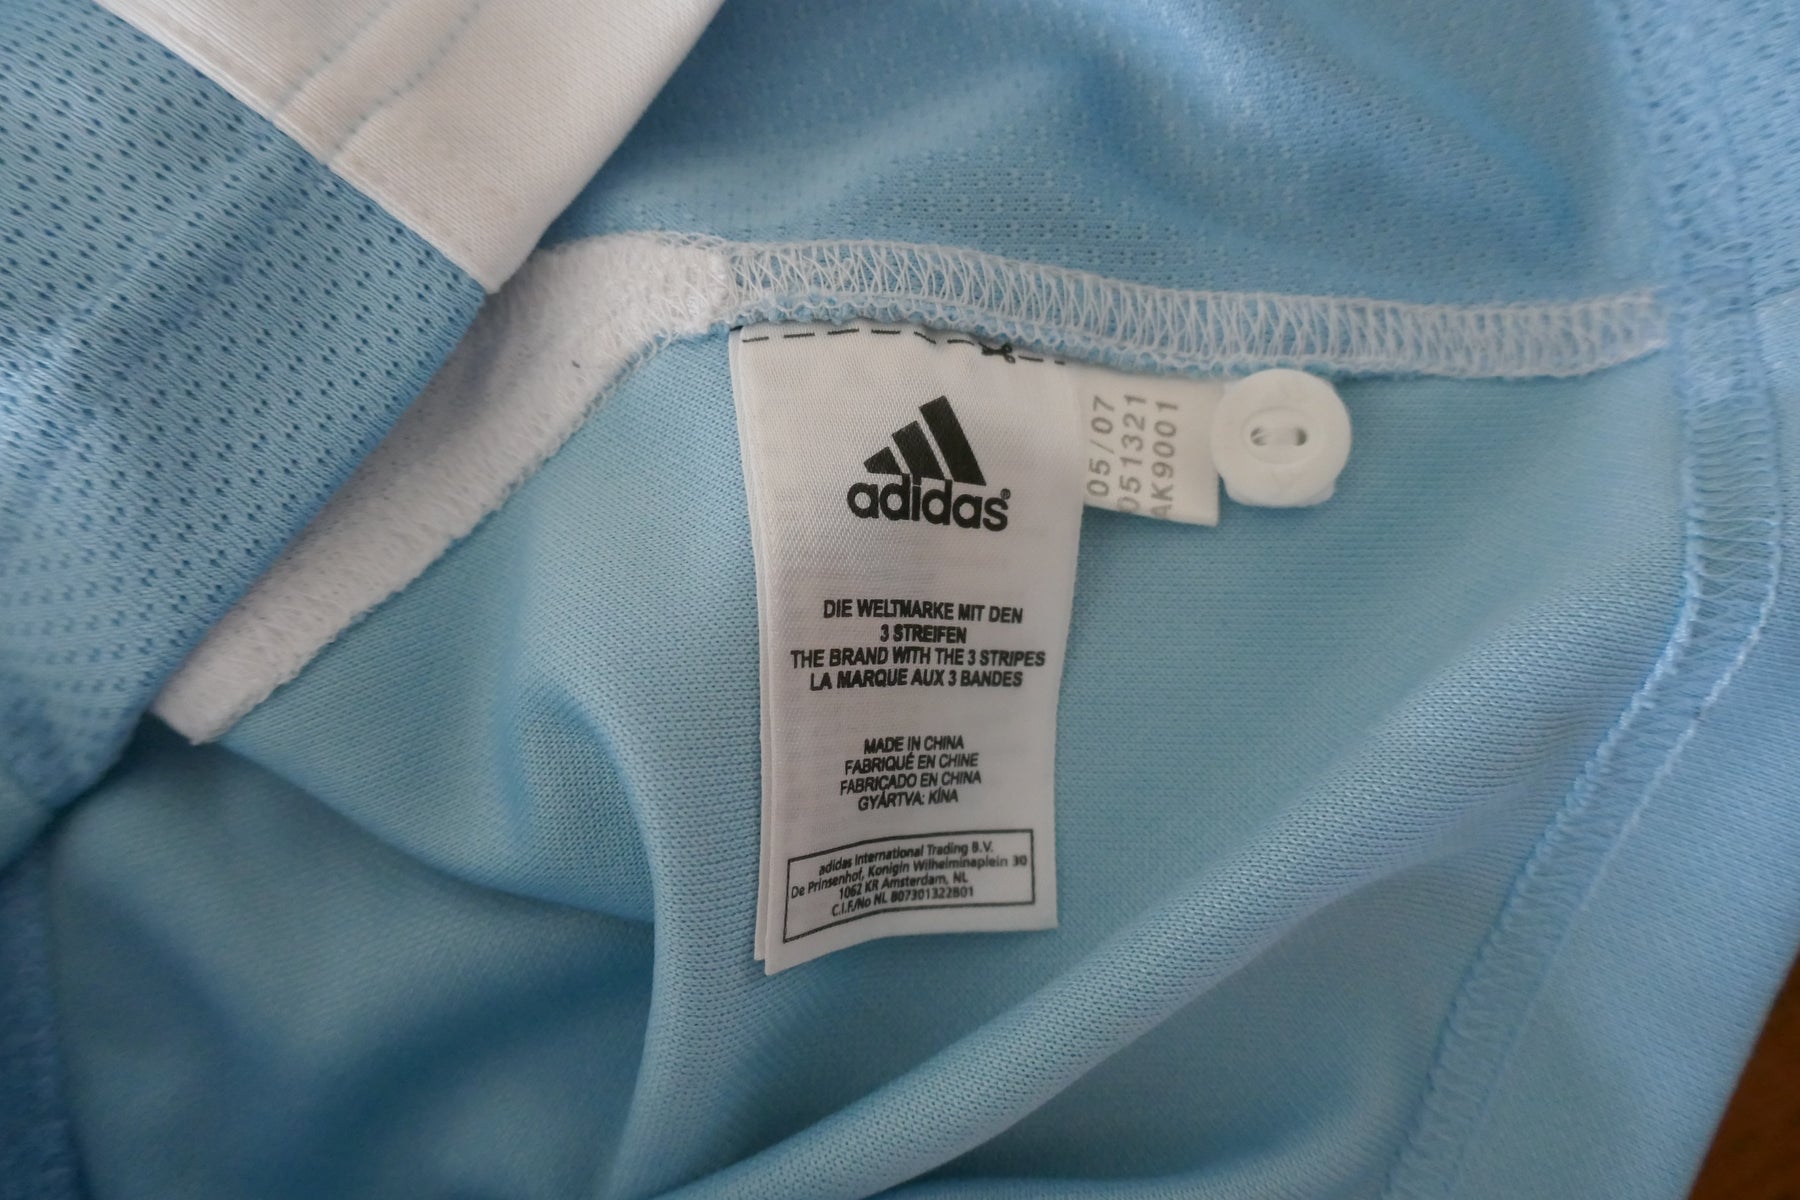 adidas®
DIE WELTMARKE MIT DEN
3 STREIFEN
THE BRAND WITH THE 3 STRIPES
LA MARQUE AUX 3 BANDES
MADE IN CHINA
FABRIQUÉ EN CHINE
FABRICADO EN CHINA
GYÁRTVA: KÍNA
adidas International Trading B.V.
De Prinsenhof, Konigin Wilhelminaplein 30
1062 KR Amsterdam, NL
C.I.F./No NL 807301322B01
05/07
051321
AK9001